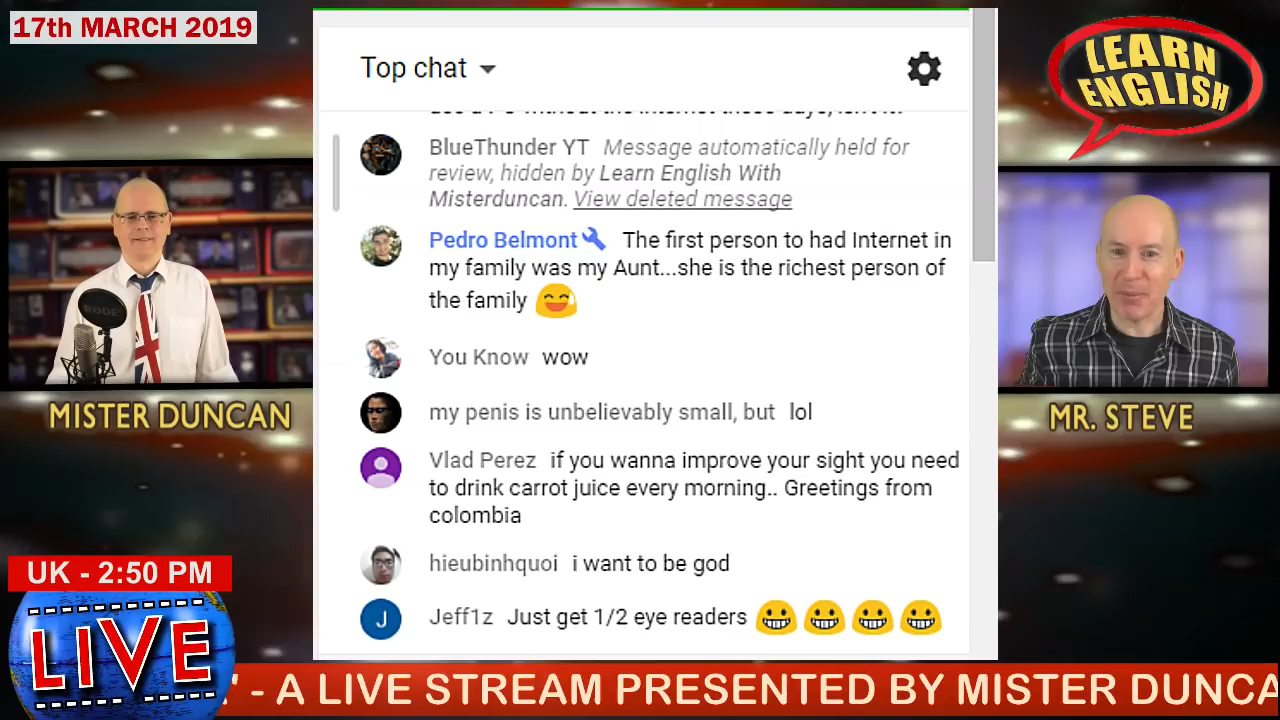 17th MARCH 2019
LEARN
ENGLISH
Top chat
BlueThunder YT Message automatically held for
review, hidden by Learn English With
Misterduncan. View deleted message
Pedro Belmont The first person to had Internet in
my family was my Aunt...she is the richest person of
the family 😅
You Know wow
my penis is unbelievably small, but lol
Vlad Perez if you wanna improve your sight you need
to drink carrot juice every morning.. Greetings from
colombia
hieubinhquoi i want to be god
J
Jeff1z Just get 1/2 eye readers 😀😀😀😀
MISTER DUNCAN
MR. STEVE
RODE
UK - 2:50 PM
LIVE
' - A LIVE STREAM PRESENTED BY MISTER DUNCA